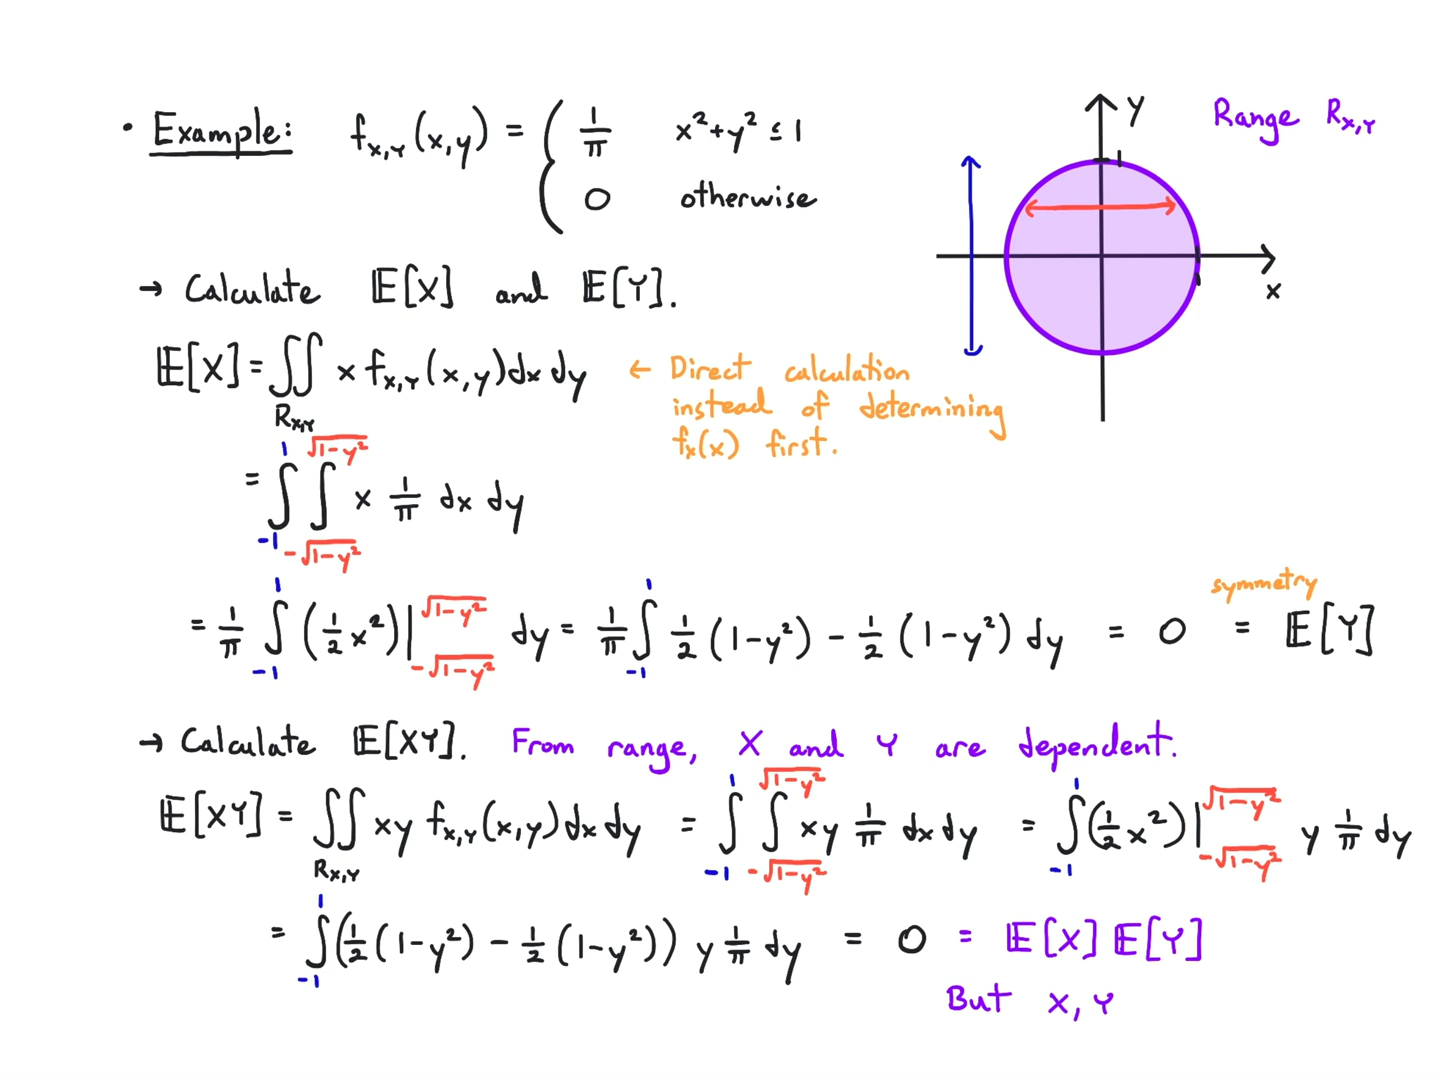 • Example: f_{X,Y}(x,y) = { 1/π   x²+y² ≤ 1
0   otherwise
Range R_{X,Y}
y
1
x
→ Calculate 𝔼[X] and 𝔼[Y].
𝔼[X] = ∬_{R_{X,Y}} x f_{X,Y}(x,y) dx dy
← Direct calculation
instead of determining
f_X(x) first.
= ∫_{-1}^{1} ∫_{-√(1-y²)}^{√(1-y²)} x 1/π dx dy
= 1/π ∫_{-1}^{1} (1/2 x²)|_{-√(1-y²)}^{√(1-y²)} dy = 1/π ∫_{-1}^{1} 1/2 (1-y²) - 1/2 (1-y²) dy = 0 = 𝔼[Y]
symmetry
→ Calculate 𝔼[XY]. From range, X and Y are dependent.
𝔼[XY] = ∬_{R_{X,Y}} xy f_{X,Y}(x,y) dx dy = ∫_{-1}^{1} ∫_{-√(1-y²)}^{√(1-y²)} xy 1/π dx dy = ∫_{-1}^{1} (1/2 x²)|_{-√(1-y²)}^{√(1-y²)} y 1/π dy
= ∫_{-1}^{1} (1/2 (1-y²) - 1/2 (1-y²)) y 1/π dy = 0 = 𝔼[X] 𝔼[Y]
But X, Y